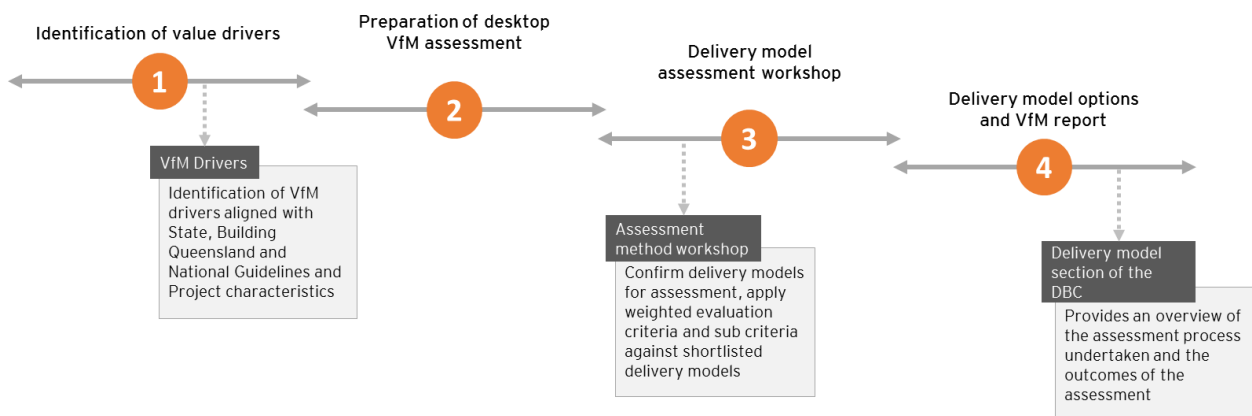 Identification of value drivers
1
VfM Drivers
Identification of VfM
drivers aligned with
State, Building
Queensland and
National Guidelines and
Project characteristics
Preparation of desktop
VfM assessment
2
Delivery model
assessment workshop
3
Assessment
method workshop
Confirm delivery models
for assessment, apply
weighted evaluation
criteria and sub criteria
against shortlisted
delivery models
Delivery model options
and VfM report
4
Delivery model
section of the
DBC
Provides an overview of
the assessment process
undertaken and the
outcomes of the
assessment